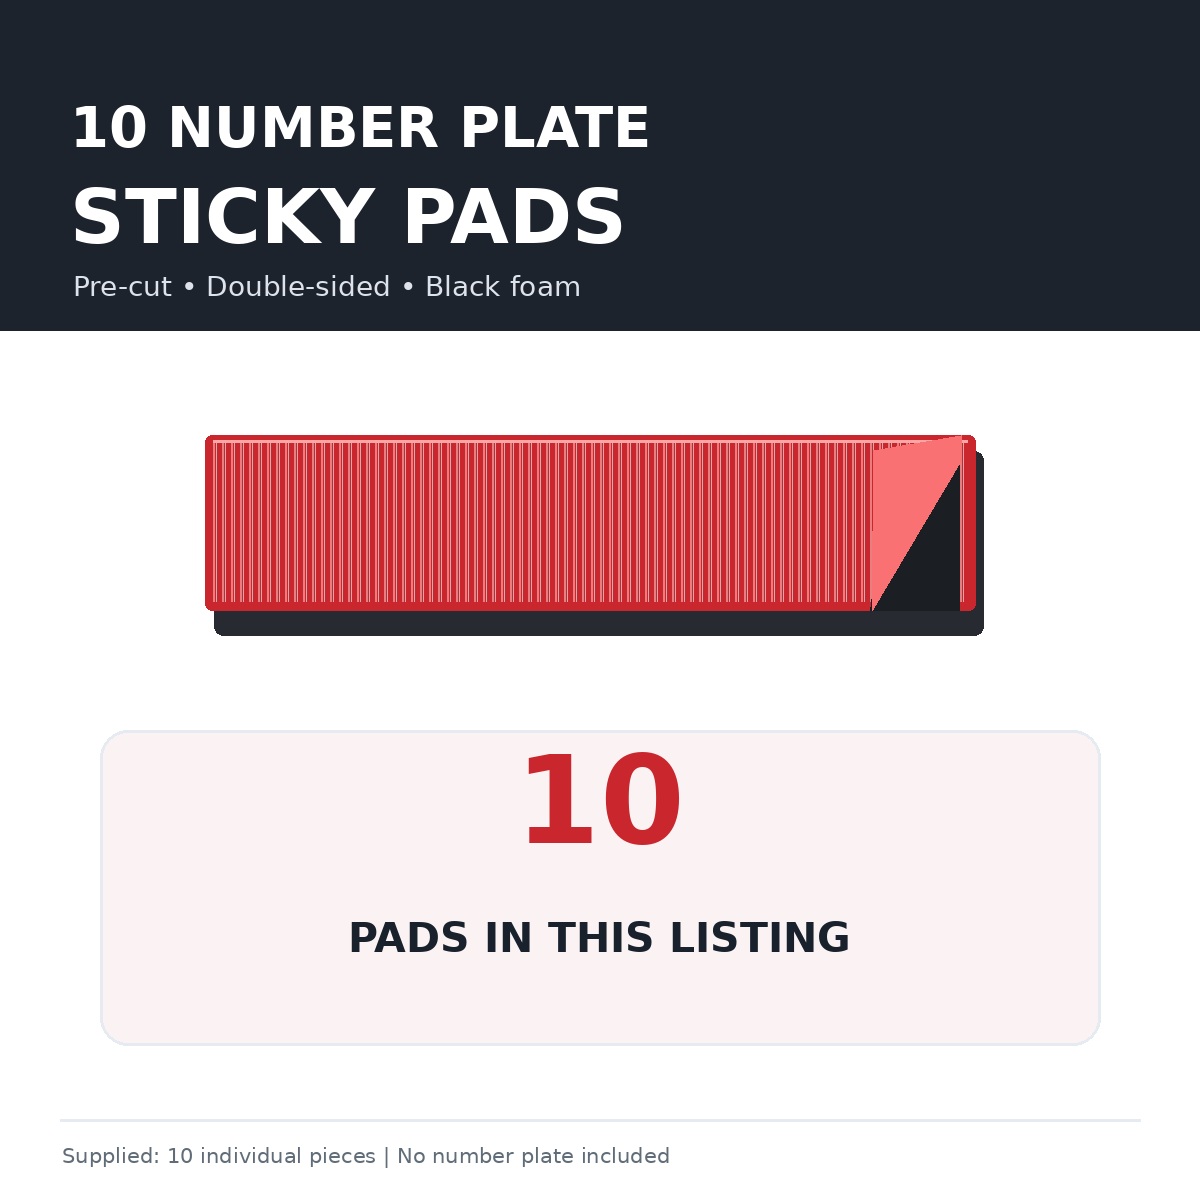 10 NUMBER PLATE
STICKY PADS
Pre-cut • Double-sided • Black foam
10
PADS IN THIS LISTING
Supplied: 10 individual pieces | No number plate included